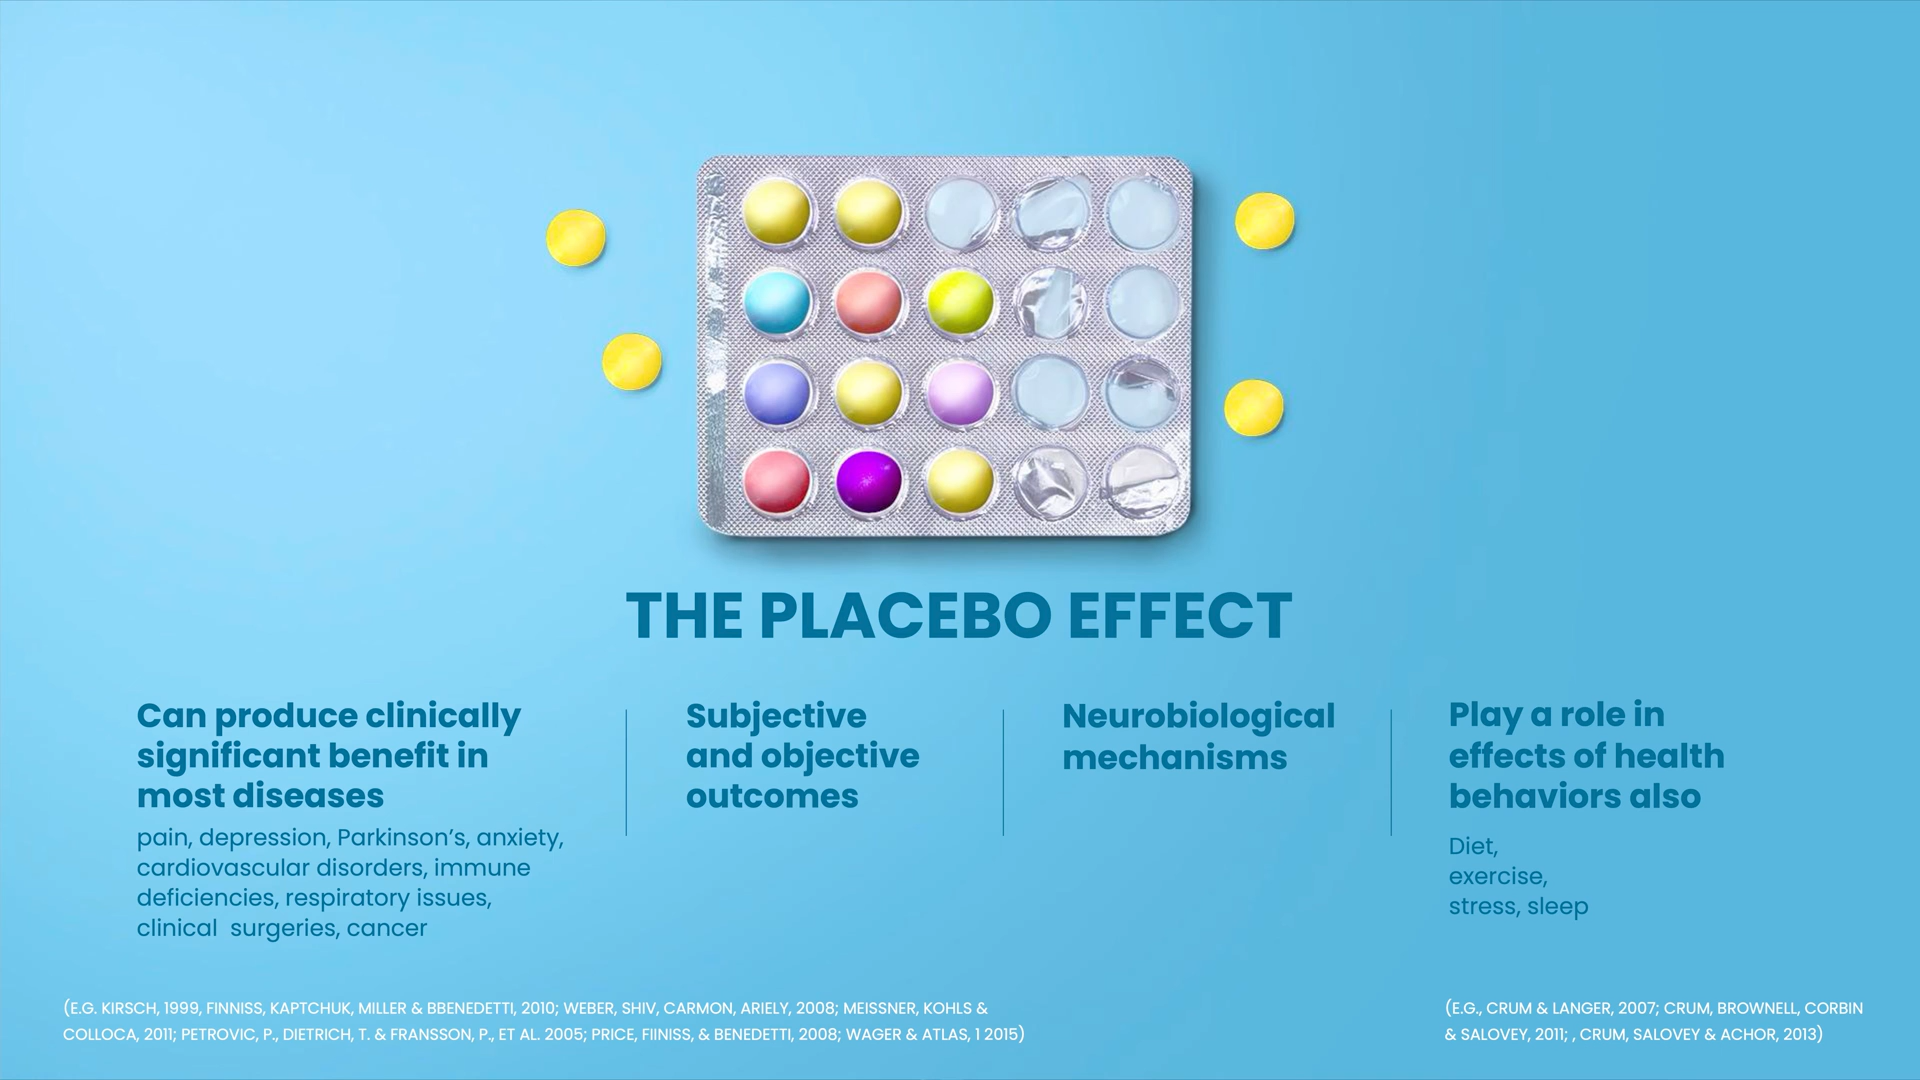 THE PLACEBO EFFECT
Can produce clinically
significant benefit in
most diseases
pain, depression, Parkinson's, anxiety,
cardiovascular disorders, immune
deficiencies, respiratory issues,
clinical  surgeries, cancer
Subjective
and objective
outcomes
Neurobiological
mechanisms
Play a role in
effects of health
behaviors also
Diet,
exercise,
stress, sleep
(E.G. KIRSCH, 1999, FINNISS, KAPTCHUK, MILLER & BBENEDETTI, 2010; WEBER, SHIV, CARMON, ARIELY, 2008; MEISSNER, KOHLS &
COLLOCA, 2011; PETROVIC, P., DIETRICH, T. & FRANSSON, P., ET AL. 2005; PRICE, FIINISS, & BENEDETTI, 2008; WAGER & ATLAS, 1 2015)
(E.G., CRUM & LANGER, 2007; CRUM, BROWNELL, CORBIN
& SALOVEY, 2011; , CRUM, SALOVEY & ACHOR, 2013)